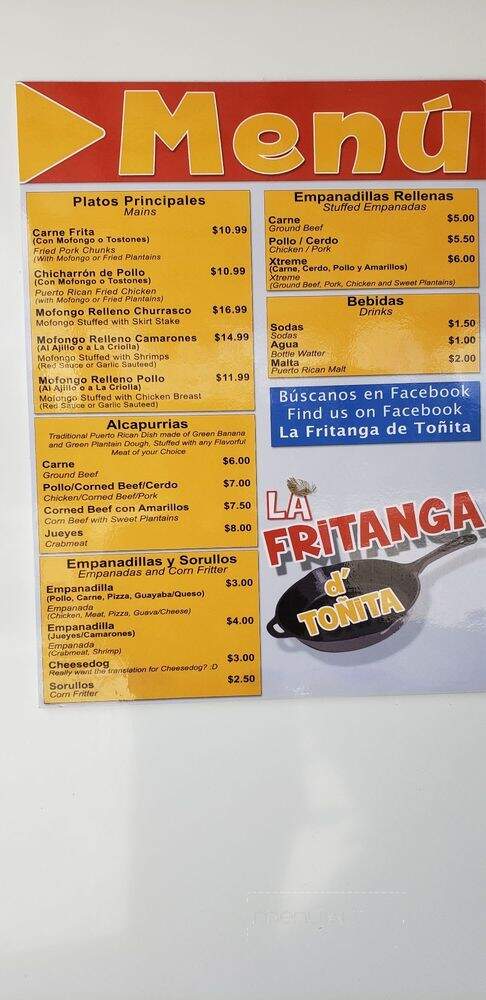 Menú
Platos Principales
Mains
Carne Frita $10.99
(Con Mofongo o Tostones)
Fried Pork Chunks
(With Mofongo or Fried Plantains
Chicharrón de Pollo $10.99
(Con Mofongo o Tostones)
Puerto Rican Fried Chicken
(with Mofongo or Fried Plantains)
Mofongo Relleno Churrasco $16.99
Mofongo Stuffed with Skirt Stake
Mofongo Relleno Camarones $14.99
(Al Ajillo o a La Criolla)
Mofongo Stuffed with Shrimps
(Red Sauce or Garlic Sauteed)
Mofongo Relleno Pollo $11.99
(Al Ajillo o a La Criolla)
Mofongo Stuffed with Chicken Breast
(Red Sauce or Garlic Sauteed)
Alcapurrias
Traditional Puerto Rican Dish made of Green Banana
and Green Plantain Dough, Stuffed with any Flavorful
Meat of your Choice
Carne $6.00
Ground Beef
Pollo/Corned Beef/Cerdo $7.00
Chicken/Corned Beef/Pork
Corned Beef con Amarillos $7.50
Corn Beef with Sweet Plantains
Jueyes $8.00
Crabmeat
Empanadillas y Sorullos
Empanadas and Corn Fritter
Empanadilla $3.00
(Pollo, Carne, Pizza, Guayaba/Queso)
Empanada
(Chicken, Meat, Pizza, Guava/Cheese)
Empanadilla $4.00
(Jueyes/Camarones)
Empanada
(Crabmeat, Shrimp)
Cheesedog $3.00
Really want the translation for Cheesedog? :D
Sorullos $2.50
Corn Fritter
Empanadillas Rellenas
Stuffed Empanadas
Carne $5.00
Ground Beef
Pollo / Cerdo $5.50
Chicken / Pork
Xtreme $6.00
(Carne, Cerdo, Pollo y Amarillos)
Xtreme
(Ground Beef, Pork, Chicken and Sweet Plantains)
Bebidas
Drinks
Sodas $1.50
Sodas
Agua $1.00
Bottle Watter
Malta $2.00
Puerto Rican Malt
Búscanos en Facebook
Find us on Facebook
La Fritanga de Toñita
LA
FRiTANGA
d'
TOÑITA